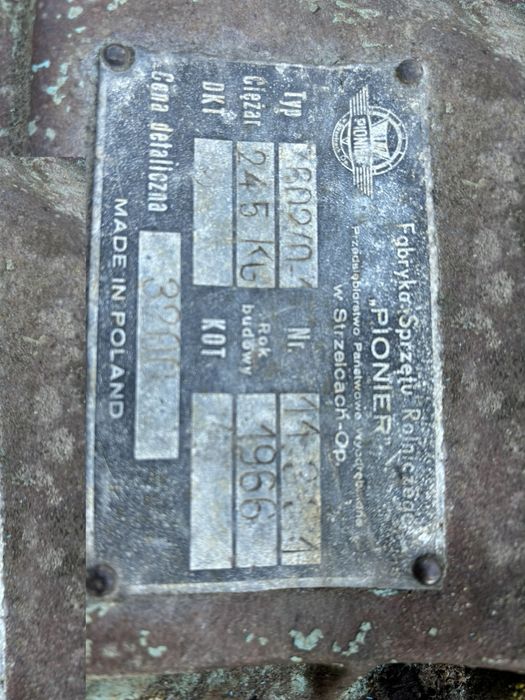 PIONIER
Fabryka Sprzętu Rolniczego
„PIONIER”
Przedsiębiorstwo Państwowe Wyodrębnione
w Strzelcach-Op.
Typ Nr.
Ciężar 245 KG Rok budowy 1966
DKT KOT
Cena detaliczna
MADE IN POLAND